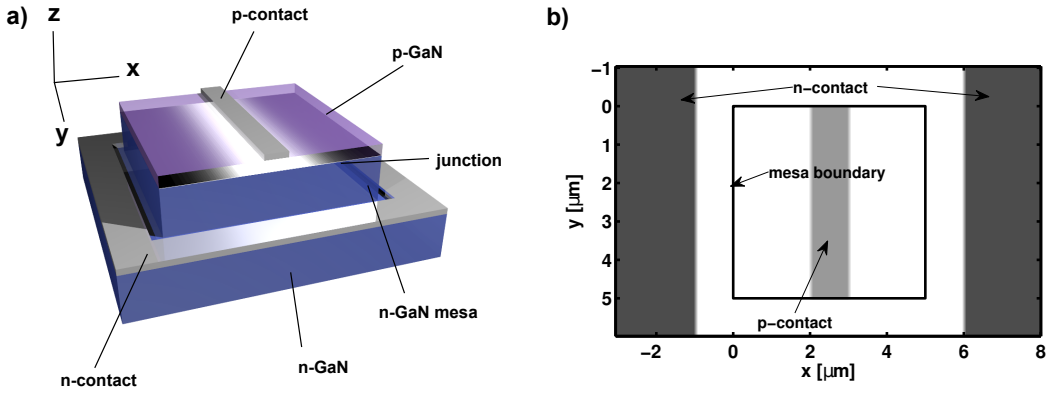 a)
z
x
y
p-contact
p-GaN
junction
n-GaN mesa
n-GaN
n-contact
b)
−1
0
1
2
3
4
5
y [μm]
n−contact
mesa boundary
p−contact
−2
0
2
4
6
8
x [μm]